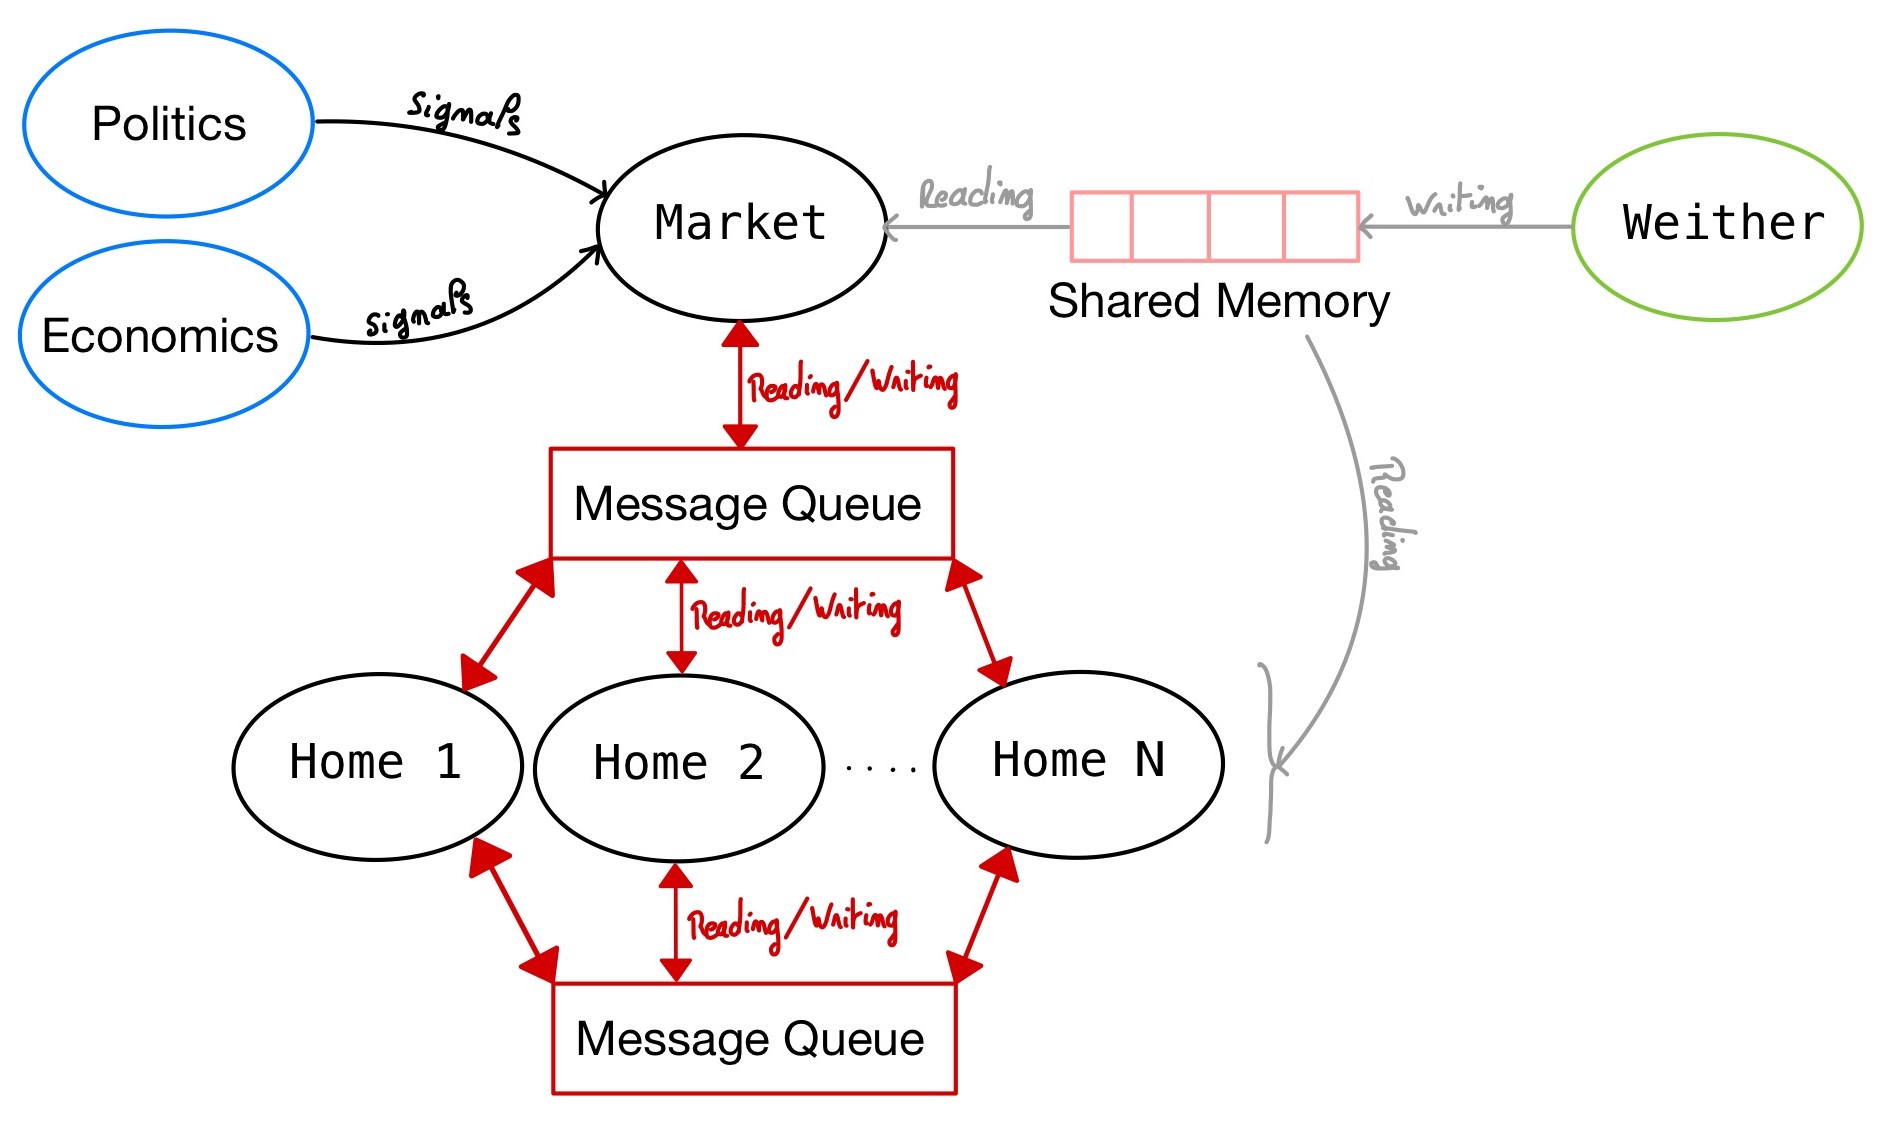 Politics
signals
Economics
signals
Market
Reading
Writing
Weither
Shared Memory
Reading/Writing
Reading
Message Queue
Reading/Writing
Home 1
Home 2
....
Home N
Reading/Writing
Message Queue